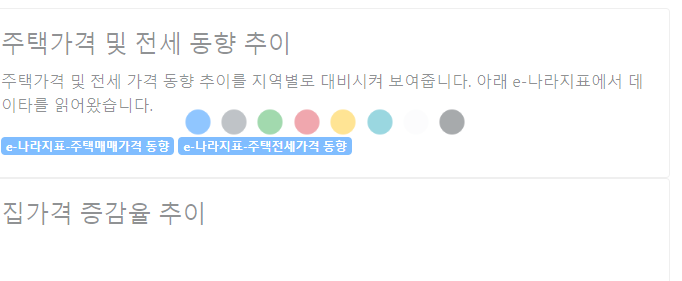 주택가격 및 전세 동향 추이
주택가격 및 전세 가격 동향 추이를 지역별로 대비시켜 보여줍니다. 아래 e-나라지표에서 데
이타를 읽어왔습니다.
e-나라지표-주택매매가격 동향 e-나라지표-주택전세가격 동향
집가격 증감율 추이